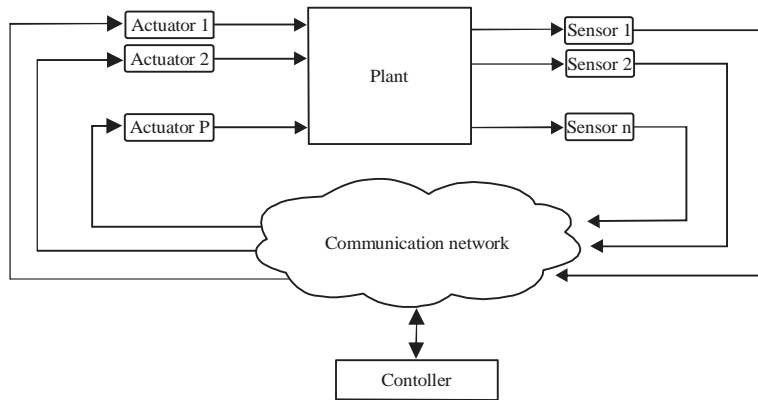 Actuator 1
Sensor 1
Actuator 2
Sensor 2
Plant
Actuator P
Sensor n
Communication network
Contoller